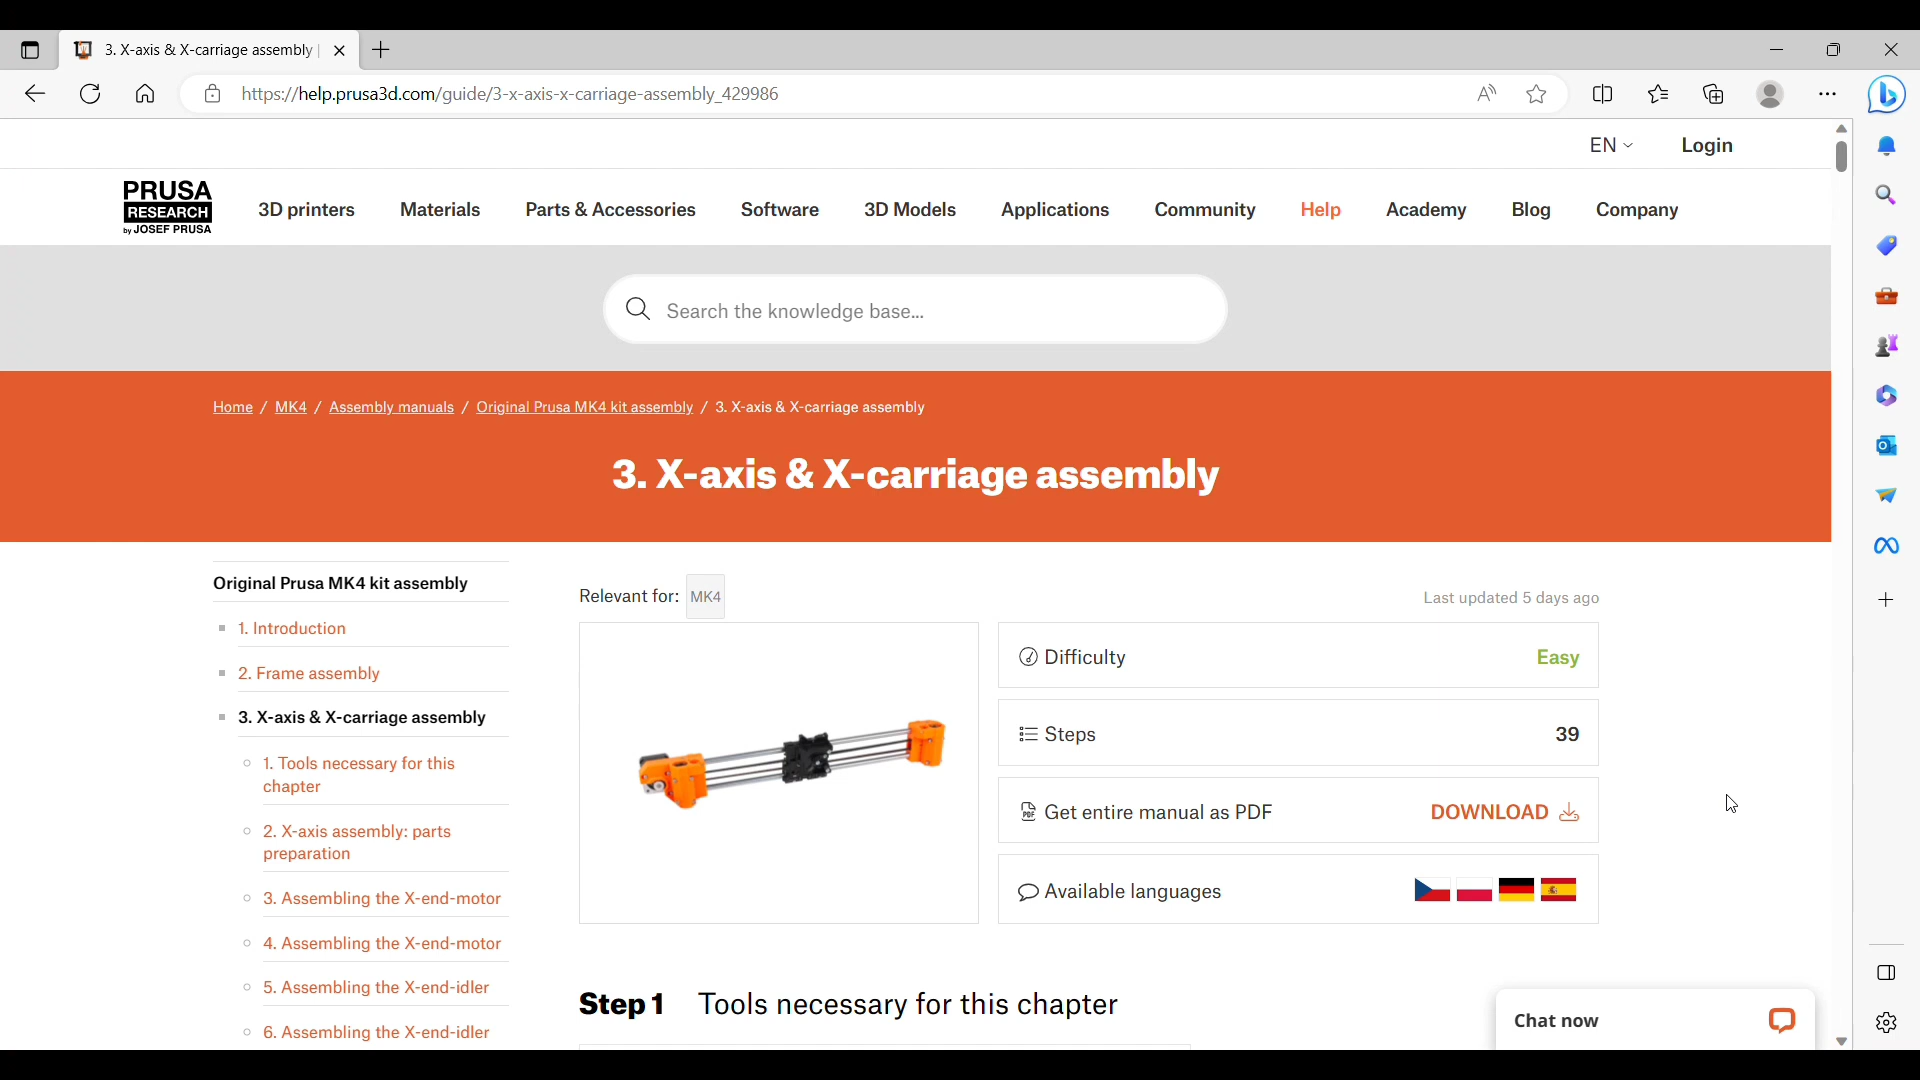 3. X-axis & X-carriage assembly |
https://help.prusa3d.com/guide/3-x-axis-x-carriage-assembly_429986
EN
Login
PRUSA
RESEARCH
by JOSEF PRUSA
3D printers
Materials
Parts & Accessories
Software
3D Models
Applications
Community
Help
Academy
Blog
Company
Search the knowledge base...
Home / MK4 / Assembly manuals / Original Prusa MK4 kit assembly / 3. X-axis & X-carriage assembly
3. X-axis & X-carriage assembly
Original Prusa MK4 kit assembly
1. Introduction
2. Frame assembly
3. X-axis & X-carriage assembly
1. Tools necessary for this
chapter
2. X-axis assembly: parts
preparation
3. Assembling the X-end-motor
4. Assembling the X-end-motor
5. Assembling the X-end-idler
6. Assembling the X-end-idler
Relevant for: MK4
Last updated 5 days ago
Difficulty
Easy
Steps
39
PDF
Get entire manual as PDF
DOWNLOAD
Available languages
Step 1 Tools necessary for this chapter
Chat now